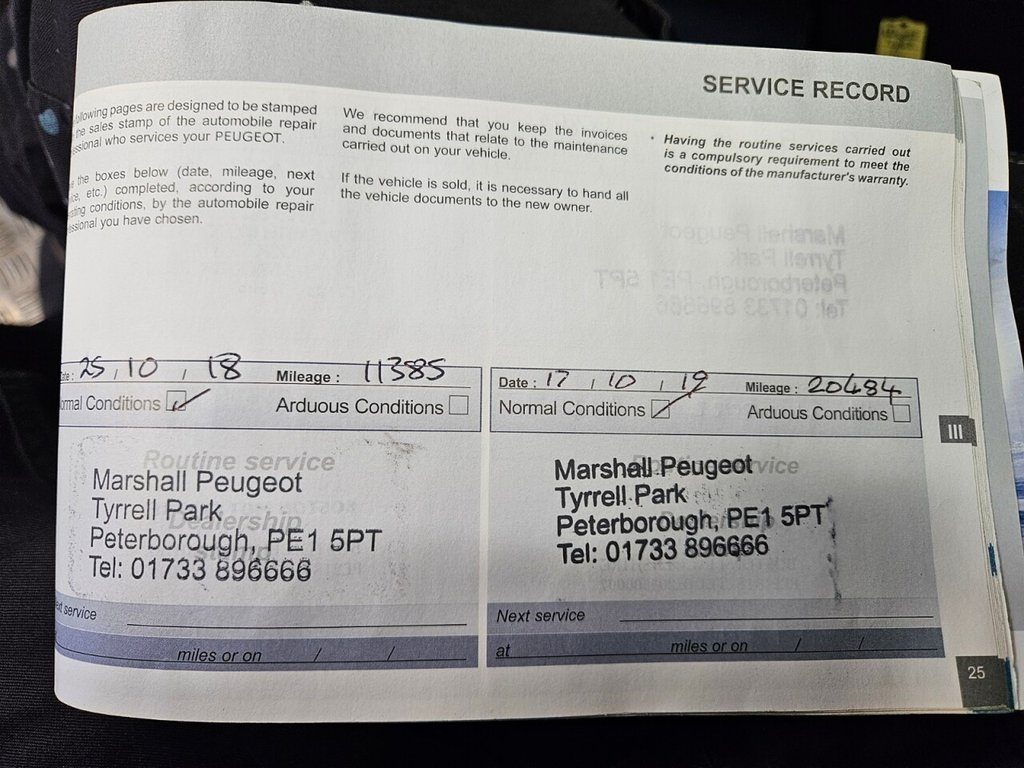 SERVICE RECORD
ollowing pages are designed to be stamped
the sales stamp of the automobile repair
essional who services your PEUGEOT.
the boxes below (date, mileage, next
ice, etc.) completed, according to your
ating conditions, by the automobile repair
essional you have chosen.
We recommend that you keep the invoices
and documents that relate to the maintenance
carried out on your vehicle.
If the vehicle is sold, it is necessary to hand all
the vehicle documents to the new owner.
* Having the routine services carried out
is a compulsory requirement to meet the
conditions of the manufacturer's warranty.
ate : 25 / 10 / 18 Mileage : 11385
ormal Conditions Arduous Conditions
Routine service
Dealership
Marshall Peugeot
Tyrrell Park
Peterborough, PE1 5PT
Tel: 01733 896666
service
miles or on / /
Date : 17 / 10 / 19 Mileage : 20484
Normal Conditions Arduous Conditions
Routine service
Marshall Peugeot
Tyrrell Park
Peterborough, PE1 5PT
Tel: 01733 896666
Next service
at miles or on / /
III
25